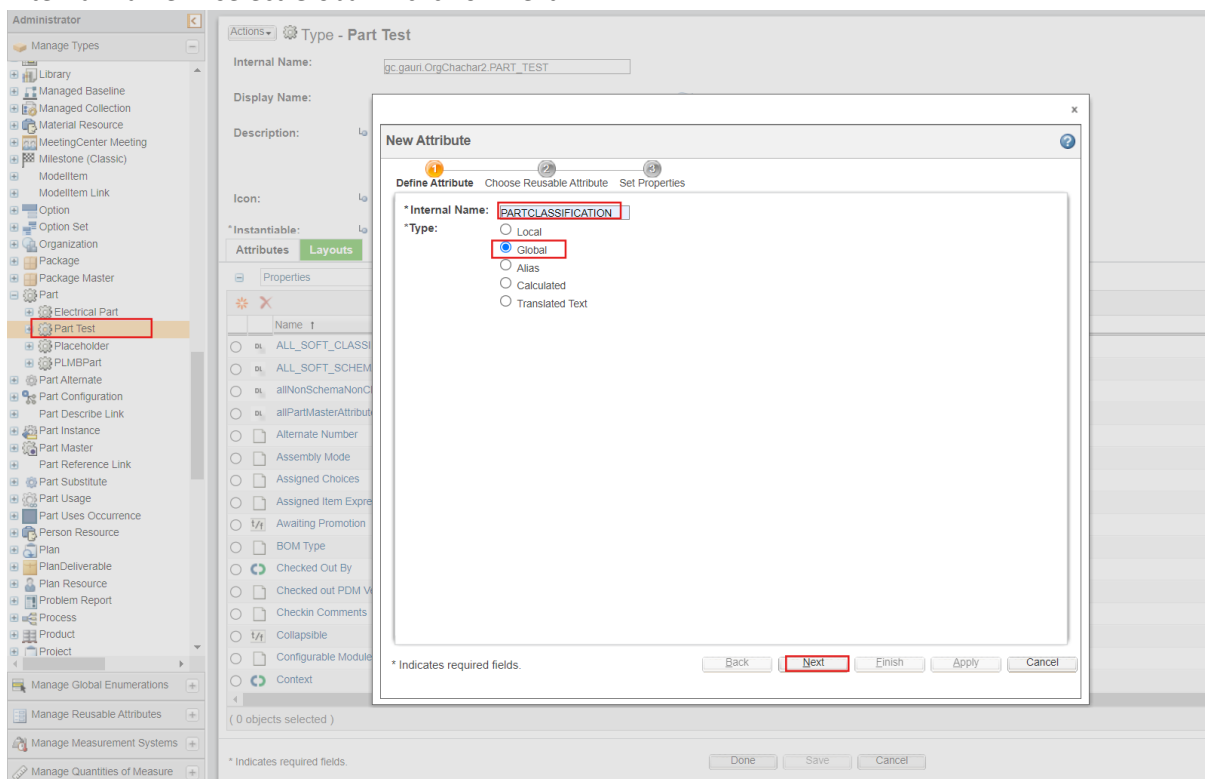 Administrator
Manage Types
Library
Managed Baseline
Managed Collection
Material Resource
MeetingCenter Meeting
Milestone (Classic)
ModelItem
ModelItem Link
Option
Option Set
Organization
Package
Package Master
Part
Electrical Part
Part Test
Placeholder
PLMBPart
Part Alternate
Part Configuration
Part Describe Link
Part Instance
Part Master
Part Reference Link
Part Substitute
Part Usage
Part Uses Occurrence
Person Resource
Plan
PlanDeliverable
Plan Resource
Problem Report
Process
Product
Project
Manage Global Enumerations
Manage Reusable Attributes
Manage Measurement Systems
Manage Quantities of Measure
Actions Type - Part Test
Internal Name: gc.gauri.OrgChachar2.PART_TEST
Display Name:
Description:
Icon:
*Instantiable:
Attributes Layouts
Properties
Name ↑
ALL_SOFT_CLASSI
ALL_SOFT_SCHEM
allNonSchemaNonCl
allPartMasterAttribut
Alternate Number
Assembly Mode
Assigned Choices
Assigned Item Expre
Awaiting Promotion
BOM Type
Checked Out By
Checked out PDM V
Checkin Comments
Collapsible
Configurable Module
Context
( 0 objects selected )
* Indicates required fields.
Done Save Cancel
x
New Attribute
?
1 2 3
Define Attribute Choose Reusable Attribute Set Properties
*Internal Name: PARTCLASSIFICATION
*Type:
Local
Global
Alias
Calculated
Translated Text
* Indicates required fields.
Back Next Finish Apply Cancel